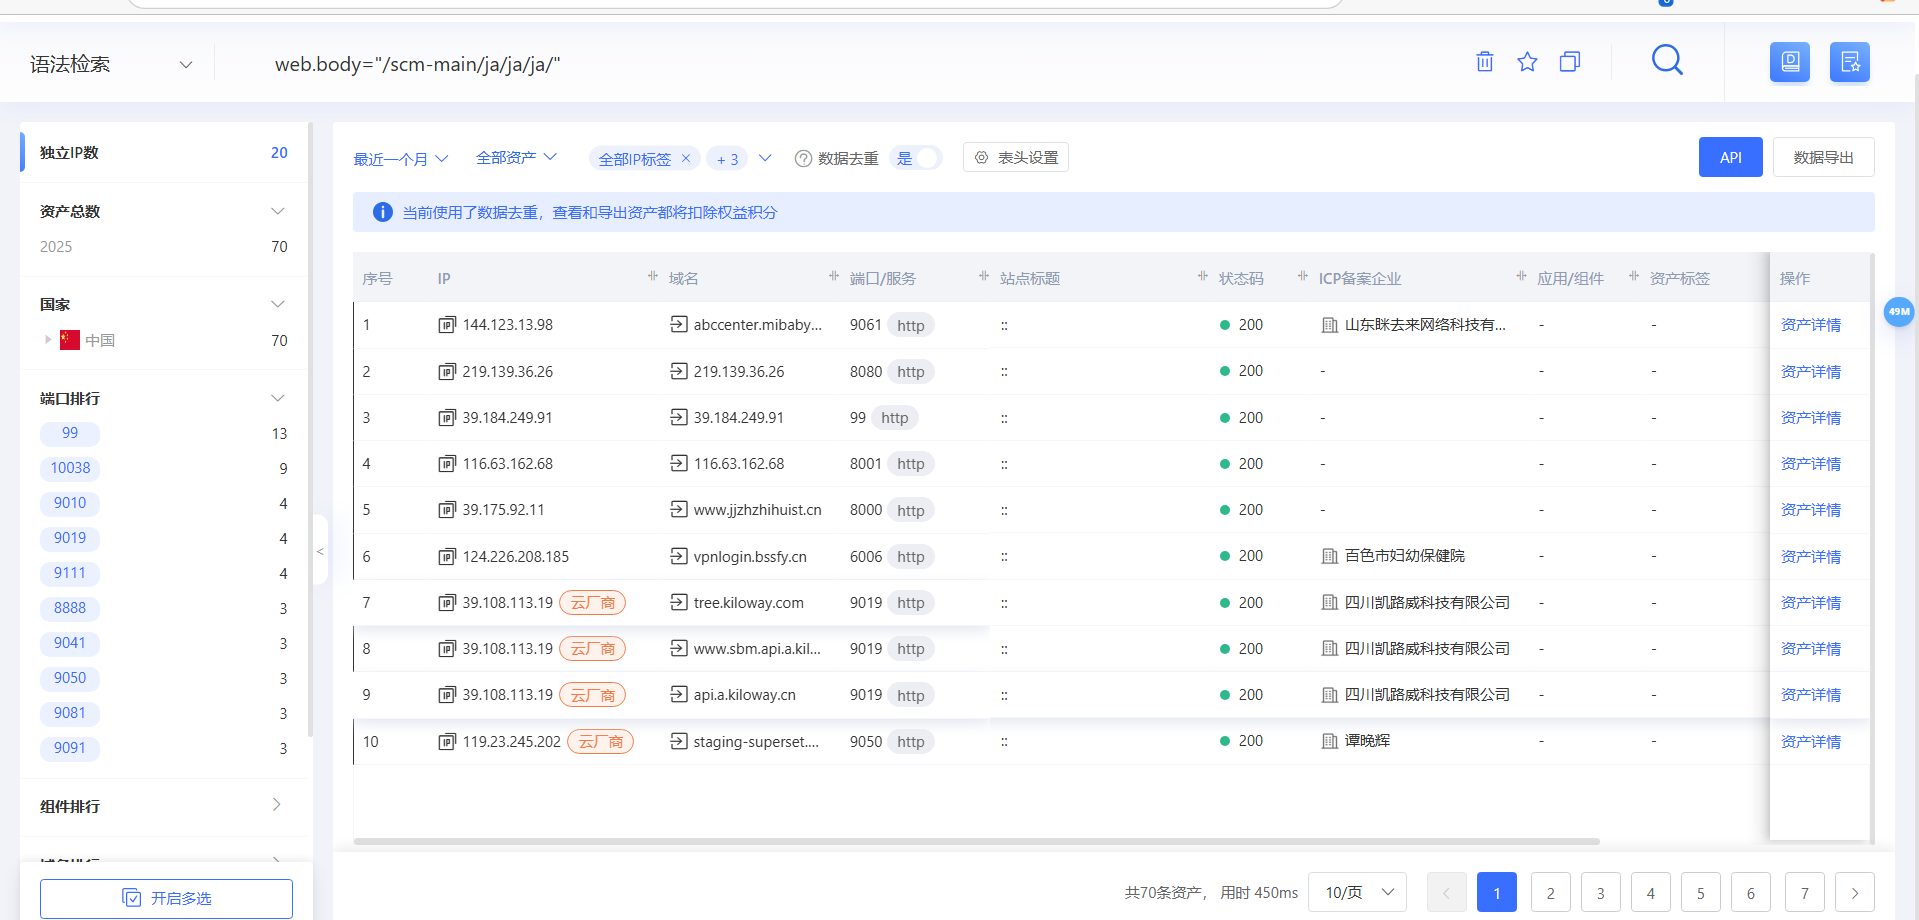 语法检索
web.body="/scm-main/ja/ja/ja/"
独立IP数 20
资产总数
2025 70
国家
中国 70
端口排行
99 13
10038 9
9010 4
9019 4
9111 4
8888 3
9041 3
9050 3
9081 3
9091 3
组件排行
开启多选
<
最近一个月 全部资产 全部IP标签 × + 3 ? 数据去重 是 表头设置 API 数据导出
当前使用了数据去重，查看和导出资产都将扣除权益积分
序号 IP 域名 端口/服务 站点标题 状态码 ICP备案企业 应用/组件 资产标签 操作
1 IP 144.123.13.98 abccenter.mibaby... 9061 http :: 200 山东眯去来网络科技有... - - 资产详情
2 IP 219.139.36.26 219.139.36.26 8080 http :: 200 - - - 资产详情
3 IP 39.184.249.91 39.184.249.91 99 http :: 200 - - - 资产详情
4 IP 116.63.162.68 116.63.162.68 8001 http :: 200 - - - 资产详情
5 IP 39.175.92.11 www.jjzhzhihuist.cn 8000 http :: 200 - - - 资产详情
6 IP 124.226.208.185 vpnlogin.bssfy.cn 6006 http :: 200 百色市妇幼保健院 - - 资产详情
7 IP 39.108.113.19 云厂商 tree.kiloway.com 9019 http :: 200 四川凯路威科技有限公司 - - 资产详情
8 IP 39.108.113.19 云厂商 www.sbm.api.a.kil... 9019 http :: 200 四川凯路威科技有限公司 - - 资产详情
9 IP 39.108.113.19 云厂商 api.a.kiloway.cn 9019 http :: 200 四川凯路威科技有限公司 - - 资产详情
10 IP 119.23.245.202 云厂商 staging-superset.... 9050 http :: 200 谭晚辉 - - 资产详情
49M
共70条资产， 用时 450ms 10/页 < 1 2 3 4 5 6 7 >